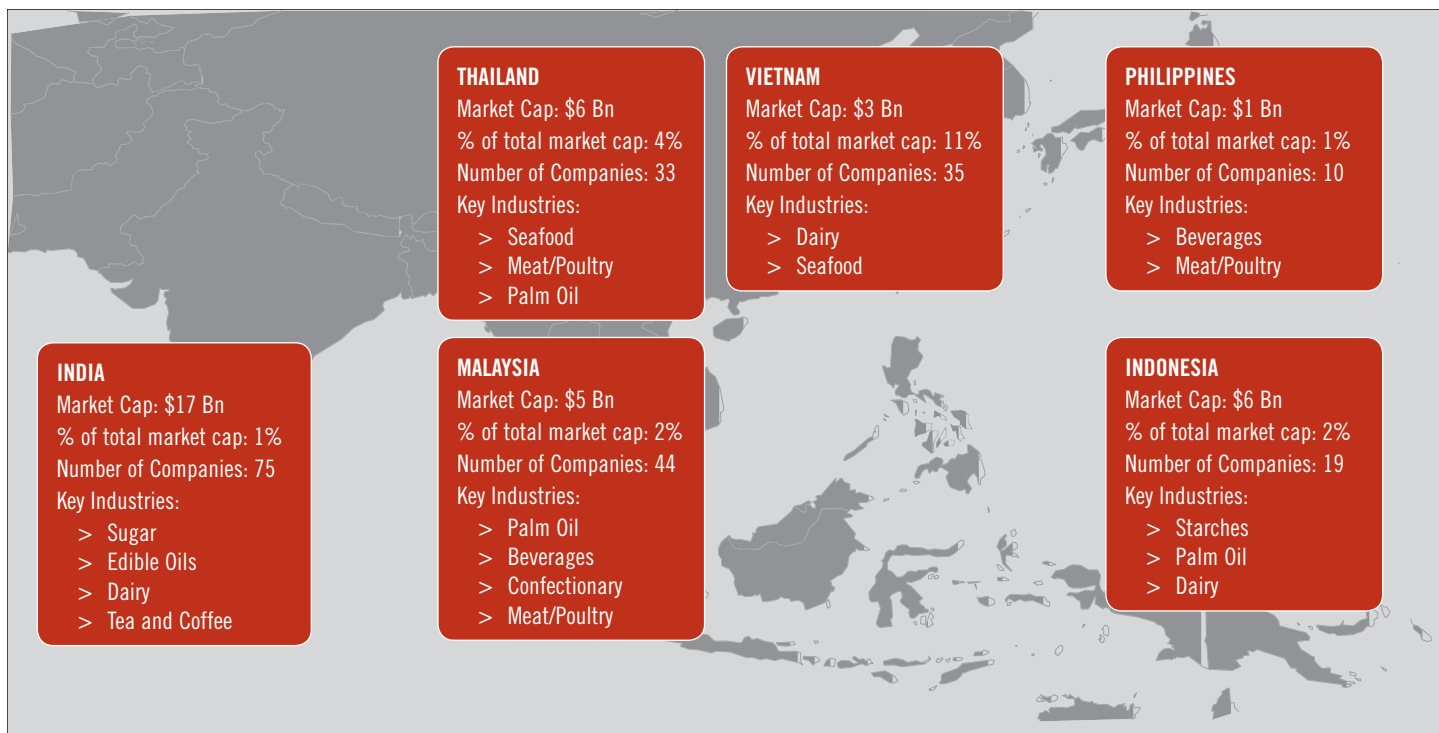 THAILAND
Market Cap: $6 Bn
% of total market cap: 4%
Number of Companies: 33
Key Industries:
> Seafood
> Meat/Poultry
> Palm Oil
VIETNAM
Market Cap: $3 Bn
% of total market cap: 11%
Number of Companies: 35
Key Industries:
> Dairy
> Seafood
PHILIPPINES
Market Cap: $1 Bn
% of total market cap: 1%
Number of Companies: 10
Key Industries:
> Beverages
> Meat/Poultry
INDIA
Market Cap: $17 Bn
% of total market cap: 1%
Number of Companies: 75
Key Industries:
> Sugar
> Edible Oils
> Dairy
> Tea and Coffee
MALAYSIA
Market Cap: $5 Bn
% of total market cap: 2%
Number of Companies: 44
Key Industries:
> Palm Oil
> Beverages
> Confectionary
> Meat/Poultry
INDONESIA
Market Cap: $6 Bn
% of total market cap: 2%
Number of Companies: 19
Key Industries:
> Starches
> Palm Oil
> Dairy